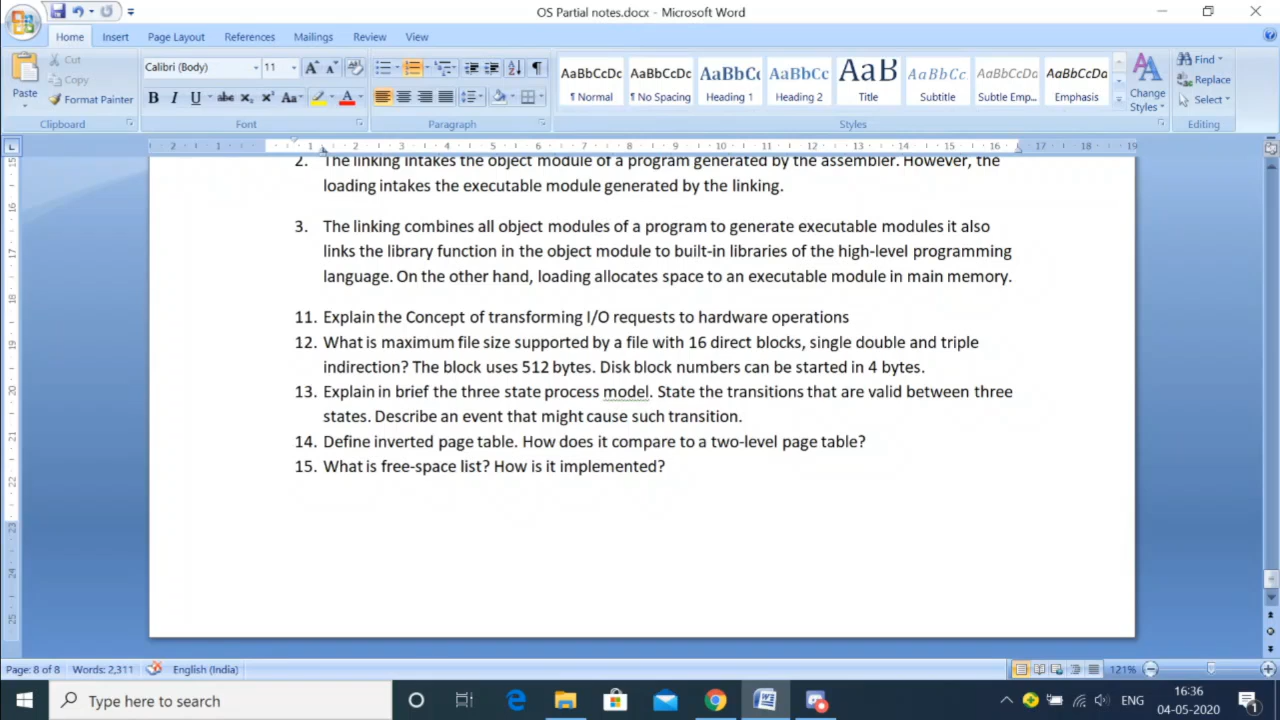 OS Partial notes.docx - Microsoft Word
Home Insert Page Layout References Mailings Review View
Paste Cut Copy Format Painter Clipboard
Calibri (Body) 11 Font
Paragraph
AaBbCcDc ¶ Normal
AaBbCcDc ¶ No Spacing
AaBbCc Heading 1
AaBbCc Heading 2
AaB Title
AaBbCc. Subtitle
AaBbCcDa Subtle Emp...
AaBbCcDa Emphasis
Change Styles
Styles
Find Replace Select Editing
2. The linking intakes the object module of a program generated by the assembler. However, the
loading intakes the executable module generated by the linking.
3. The linking combines all object modules of a program to generate executable modules it also
links the library function in the object module to built-in libraries of the high-level programming
language. On the other hand, loading allocates space to an executable module in main memory.
11. Explain the Concept of transforming I/O requests to hardware operations
12. What is maximum file size supported by a file with 16 direct blocks, single double and triple
indirection? The block uses 512 bytes. Disk block numbers can be started in 4 bytes.
13. Explain in brief the three state process model. State the transitions that are valid between three
states. Describe an event that might cause such transition.
14. Define inverted page table. How does it compare to a two-level page table?
15. What is free-space list? How is it implemented?
Page: 8 of 8 Words: 2,311 English (India) 121%
Type here to search
ENG
16:36
04-05-2020